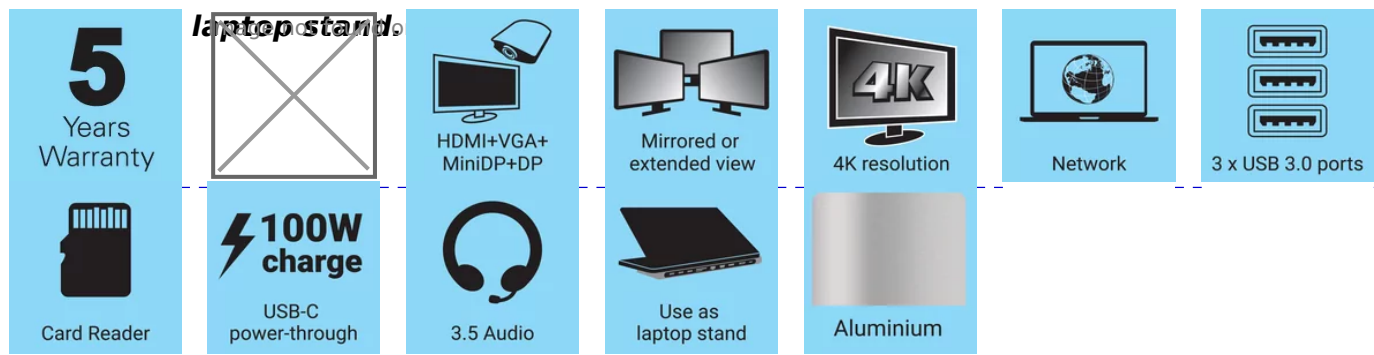 laptop stand.
5
Years
Warranty
HDMI+VGA+
MiniDP+DP
Mirrored or
extended view
4K
4K resolution
Network
3 x USB 3.0 ports
Card Reader
100W
charge
USB-C
power-through
3.5 Audio
Use as
laptop stand
Aluminium